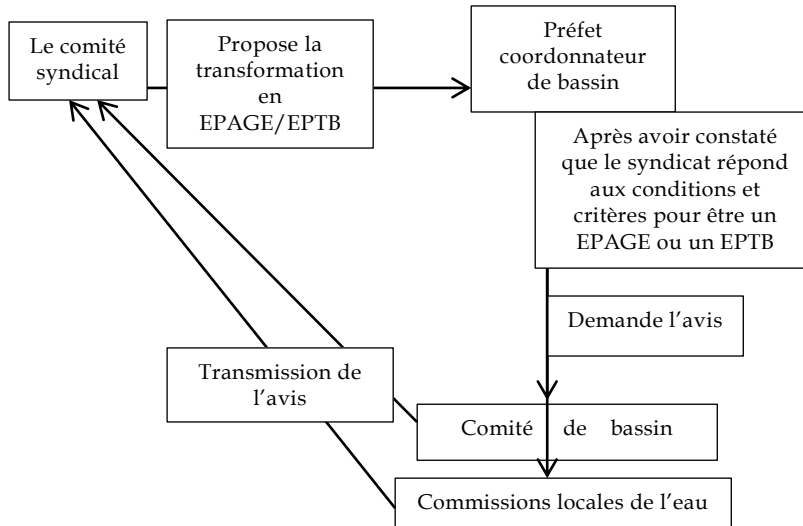 Le comité
syndical
Propose la
transformation
en
EPAGE/EPTB
Préfet
coordonnateur
de bassin
Après avoir constaté
que le syndicat répond
aux conditions et
critères pour être un
EPAGE ou un EPTB
Demande l'avis
Transmission de
l'avis
Comité de bassin
Commissions locales de l'eau